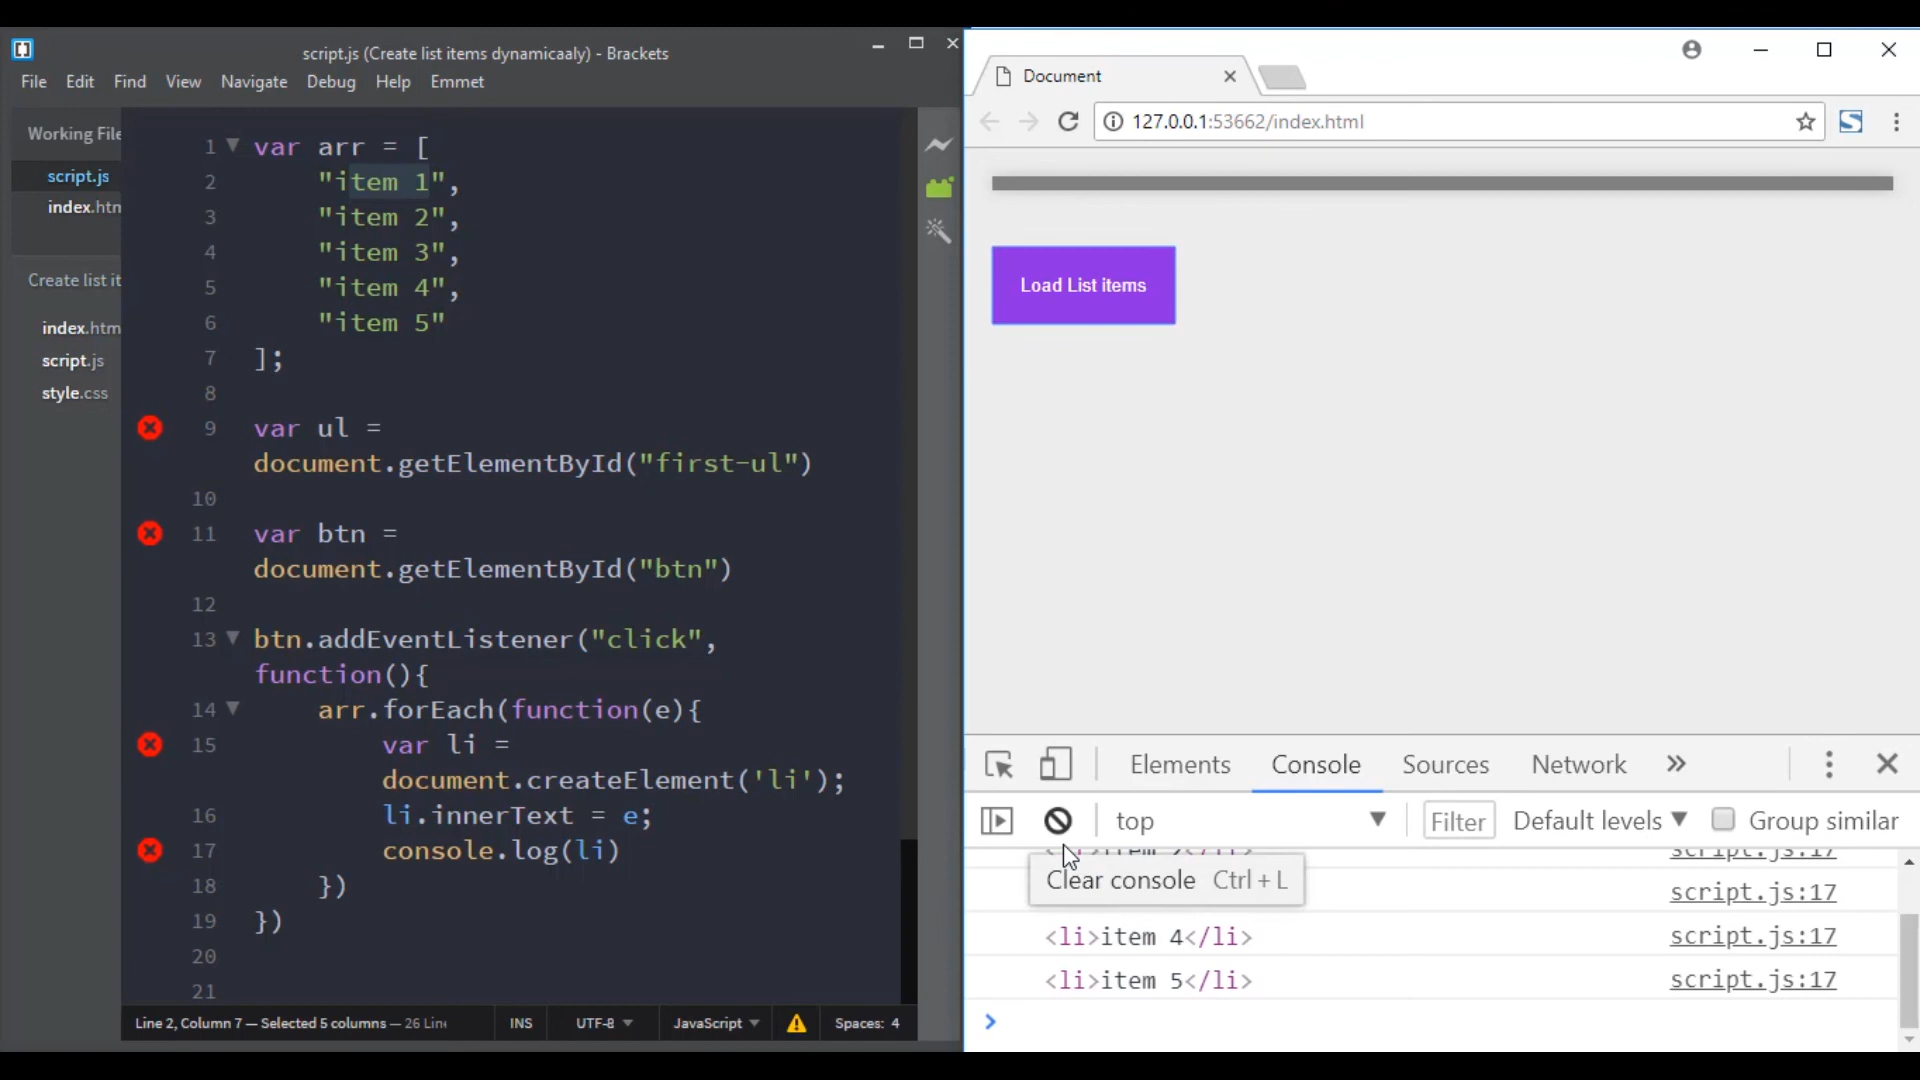 script.js (Create list items dynamicaaly) - Brackets
File Edit Find View Navigate Debug Help Emmet
Working File
script.js
index.htm
Create list it
index.htm
script.js
style.css
1 var arr = [
2 "item 1",
3 "item 2",
4 "item 3",
5 "item 4",
6 "item 5"
7 ];
8
9 var ul =
document.getElementById("first-ul")
10
11 var btn =
document.getElementById("btn")
12
13 btn.addEventListener("click",
function(){
14 arr.forEach(function(e){
15 var li =
document.createElement('li');
16 li.innerText = e;
17 console.log(li)
18 })
19 })
20
21
Line 2, Column 7 — Selected 5 columns — 26 Line
INS UTF-8 JavaScript Spaces: 4
Document
127.0.0.1:53662/index.html
Load List items
Elements Console Sources Network »
top Filter Default levels Group similar
<li>item 2</li> script.js:17
Clear console Ctrl + L
script.js:17
<li>item 4</li> script.js:17
<li>item 5</li> script.js:17